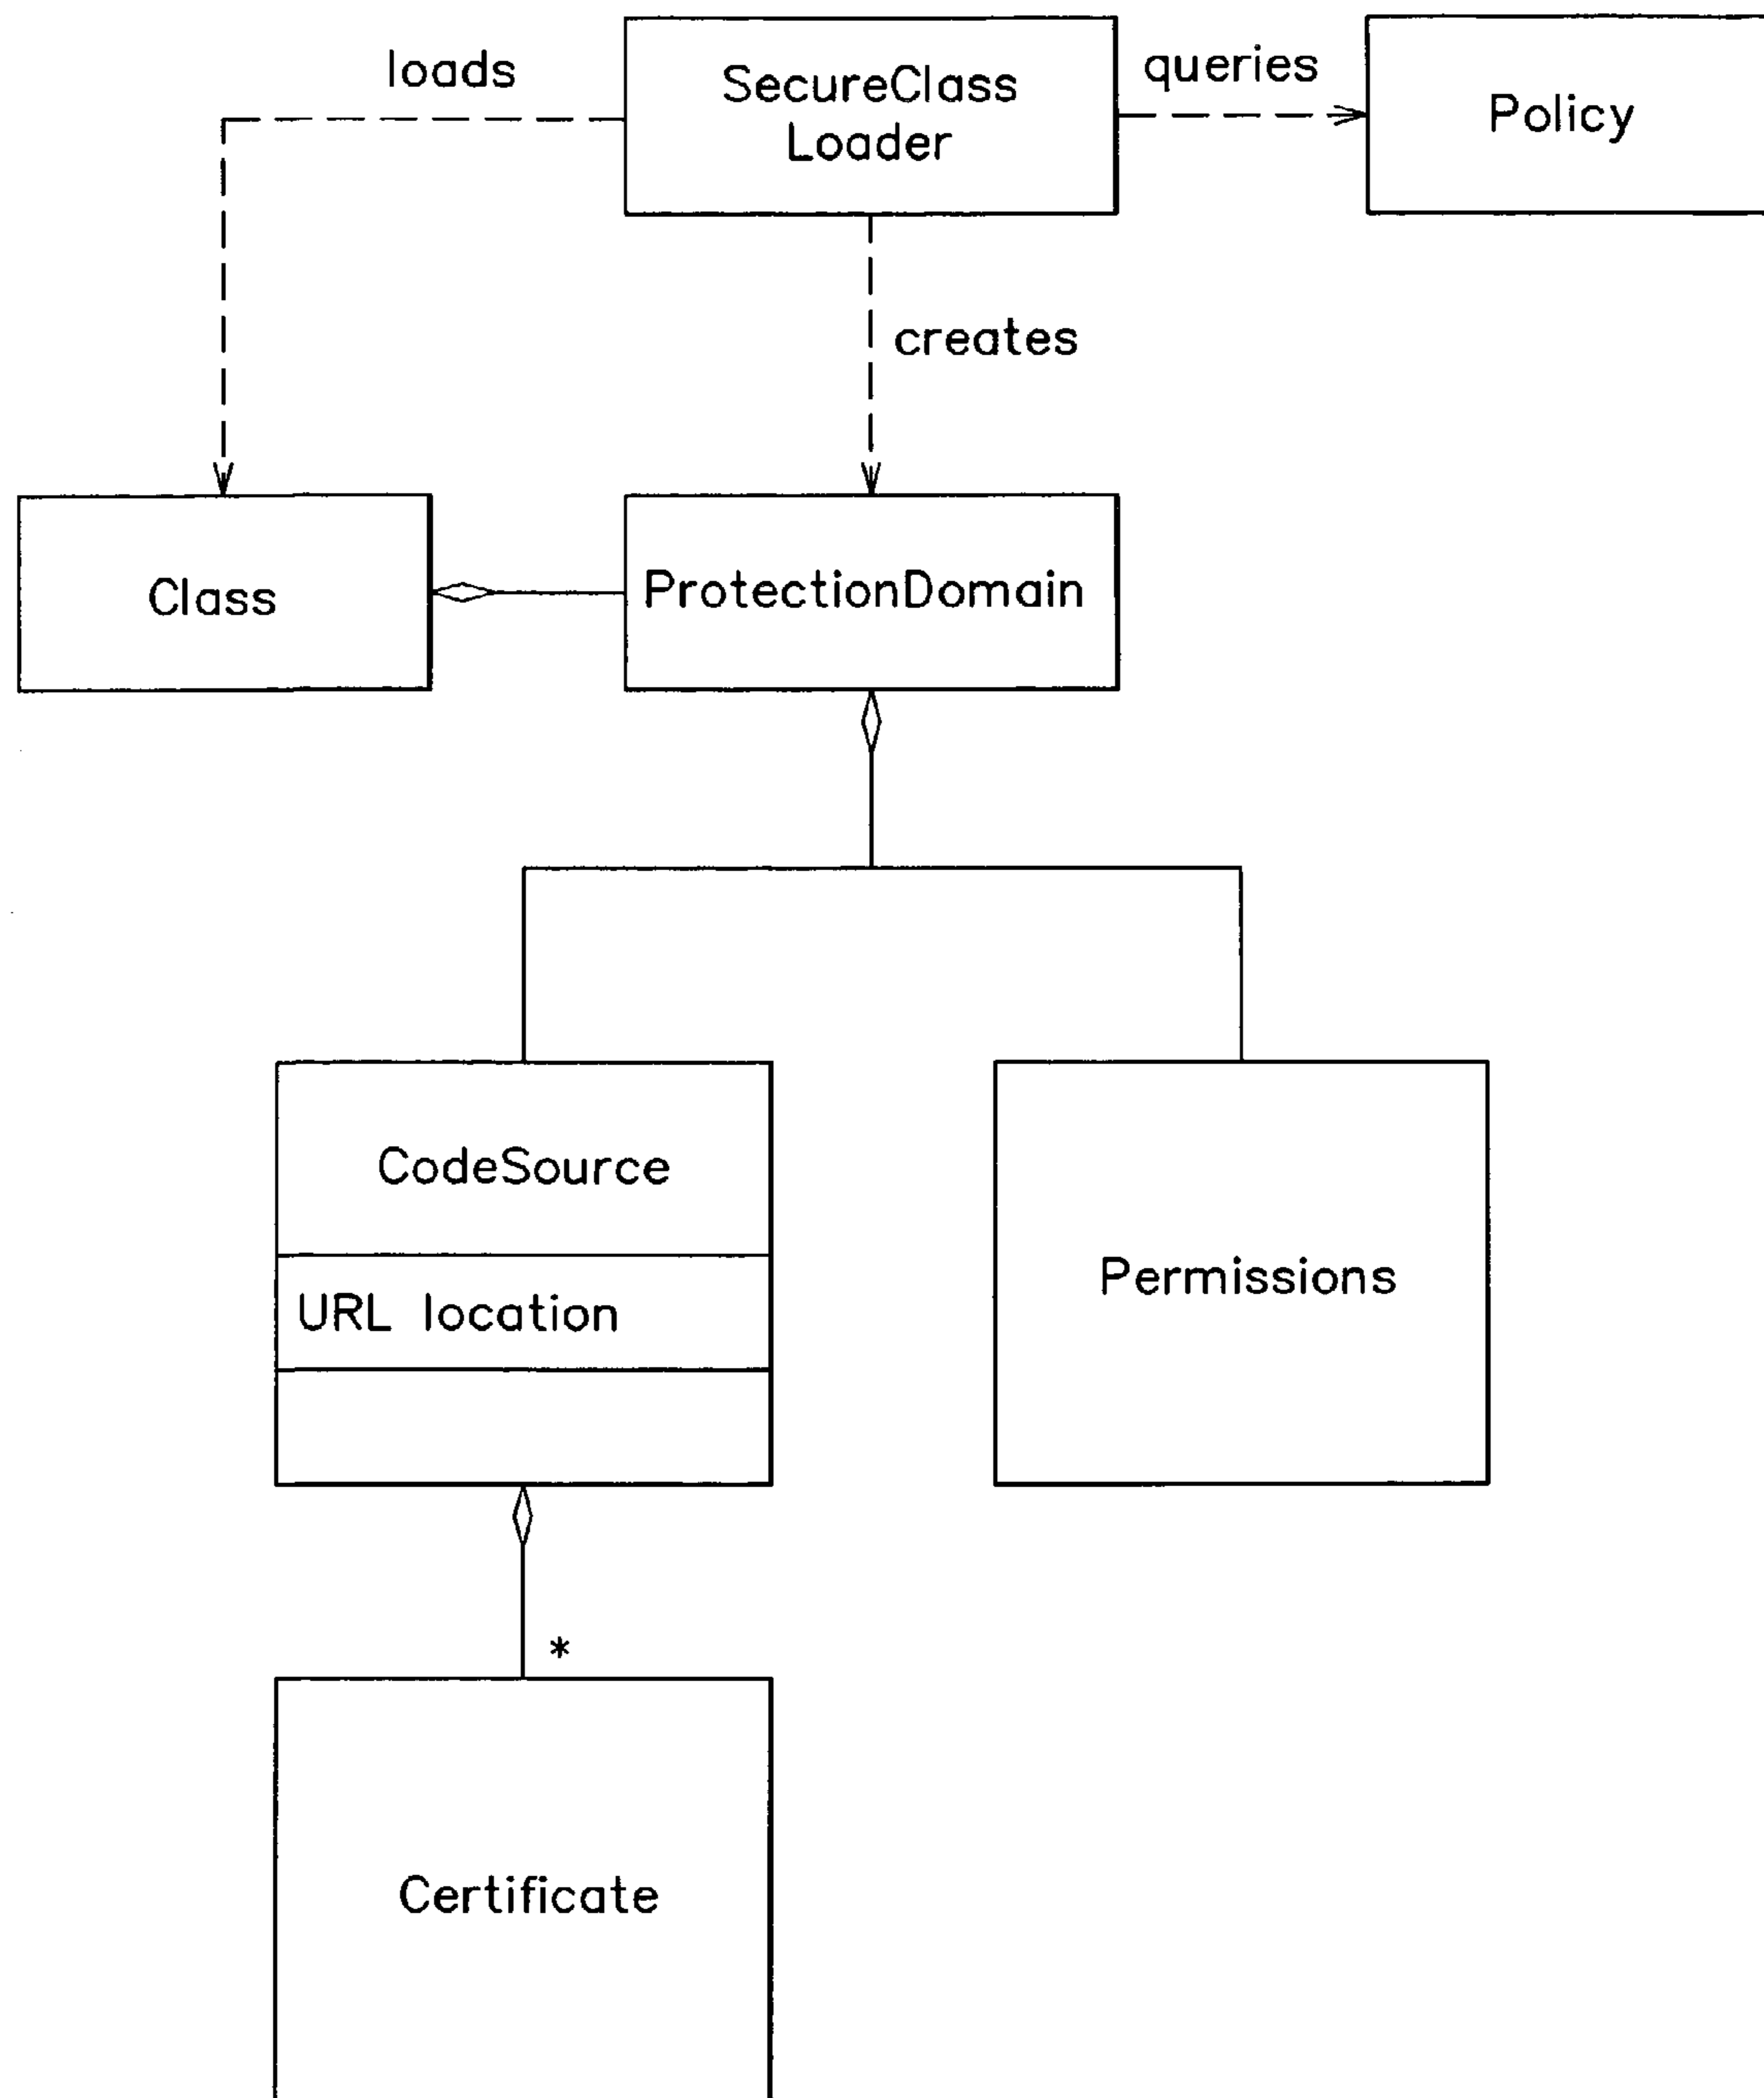 loads
SecureClass
Loader
queries
Policy
creates
Class
ProtectionDomain
CodeSource
URL location
Permissions
*
Certificate